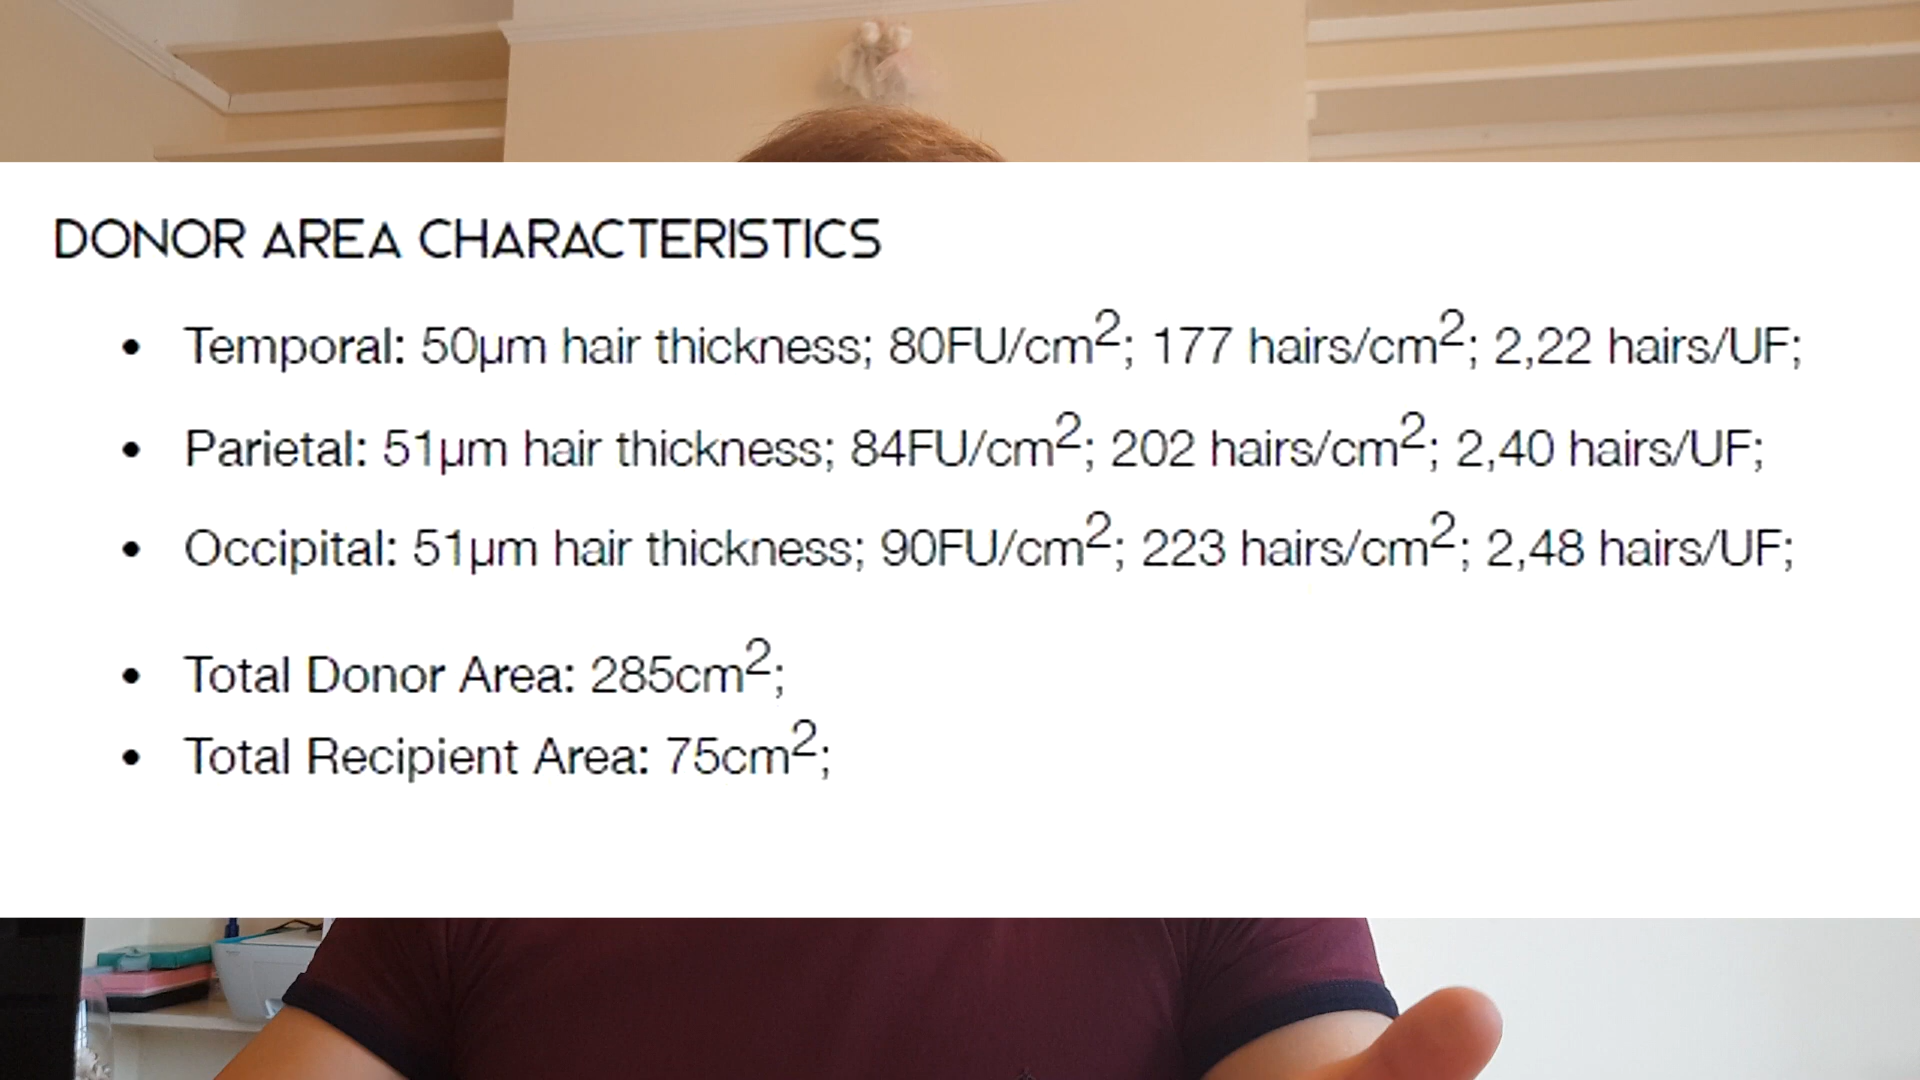 DONOR AREA CHARACTERISTICS
• Temporal: 50µm hair thickness; 80FU/cm²; 177 hairs/cm²; 2,22 hairs/UF;
• Parietal: 51µm hair thickness; 84FU/cm²; 202 hairs/cm²; 2,40 hairs/UF;
• Occipital: 51µm hair thickness; 90FU/cm²; 223 hairs/cm²; 2,48 hairs/UF;
• Total Donor Area: 285cm²;
• Total Recipient Area: 75cm²;